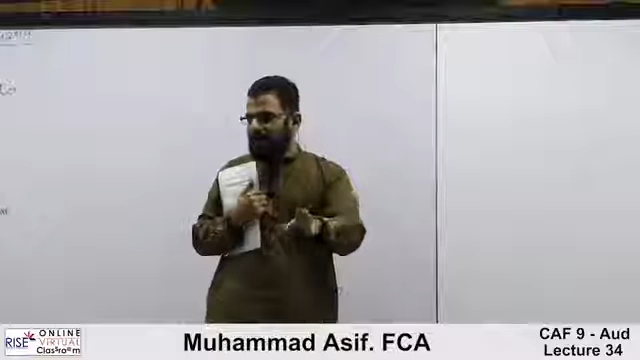 RISE
ONLINE
VIRTUAL
Classroom
Muhammad Asif. FCA
CAF 9 - Aud
Lecture 34